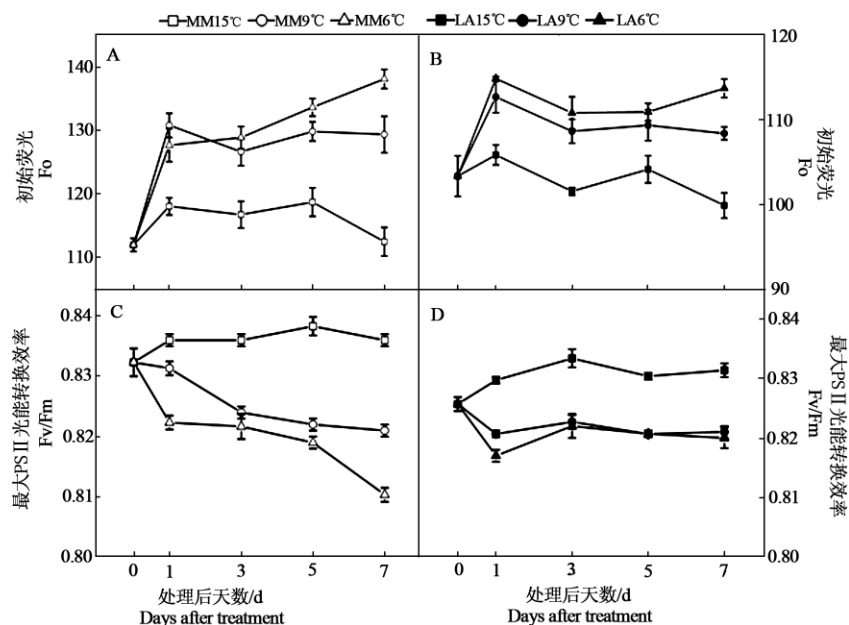 MM15℃ MM9℃ MM6℃ LA15℃ LA9℃ LA6℃
A
140
130
120
110
初始荧光
Fo
B
120
110
100
90
初始荧光
Fo
C
0.84
0.83
0.82
0.81
0.80
最大PSⅡ光能转换效率
Fv/Fm
D
0.84
0.83
0.82
0.81
0.80
最大PSⅡ光能转换效率
Fv/Fm
0 1 3 5 7
处理后天数/d
Days after treatment
0 1 3 5 7
处理后天数/d
Days after treatment